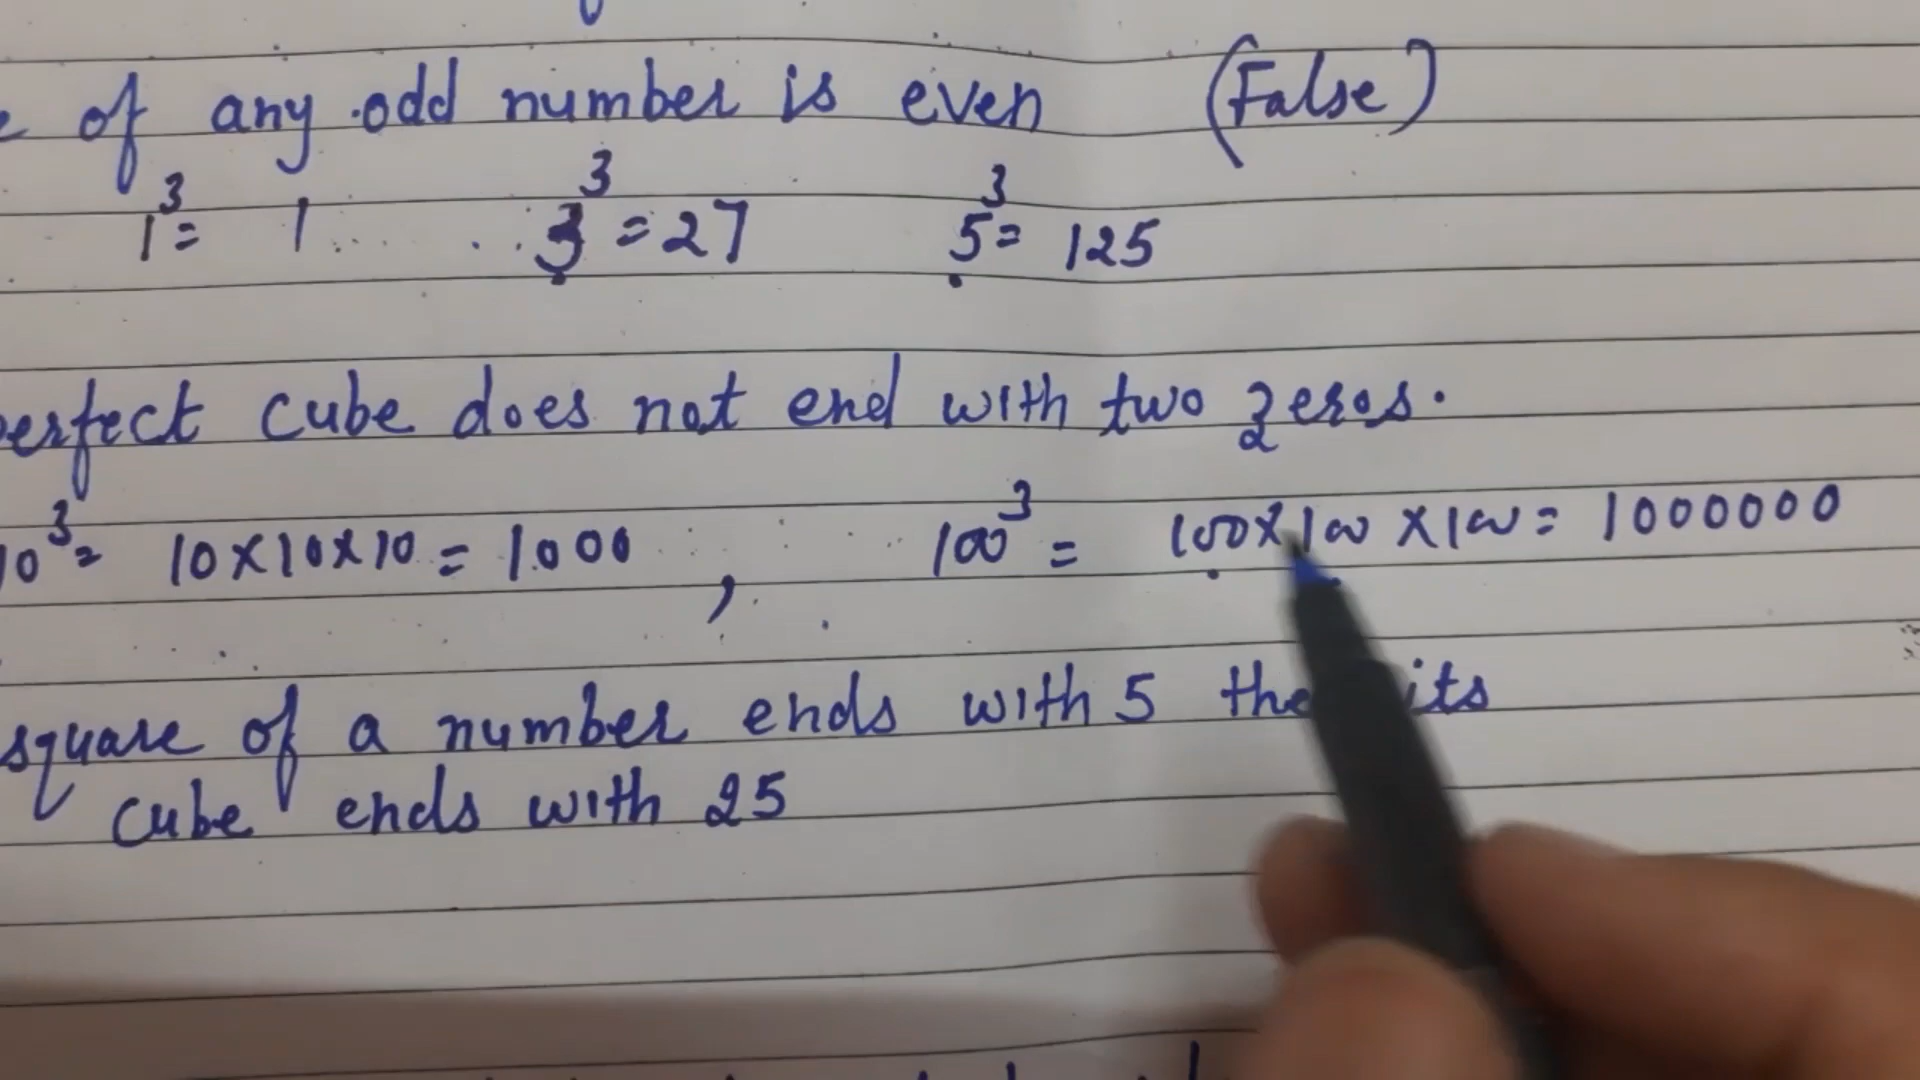 of any odd number is even (False)
1³= 1 3³=27 5³= 125
perfect cube does not end with two zeros.
10³= 10×10×10 = 1000 , 100³ = 100×100×100= 1000000
square of a number ends with 5 the its
cube ends with 25